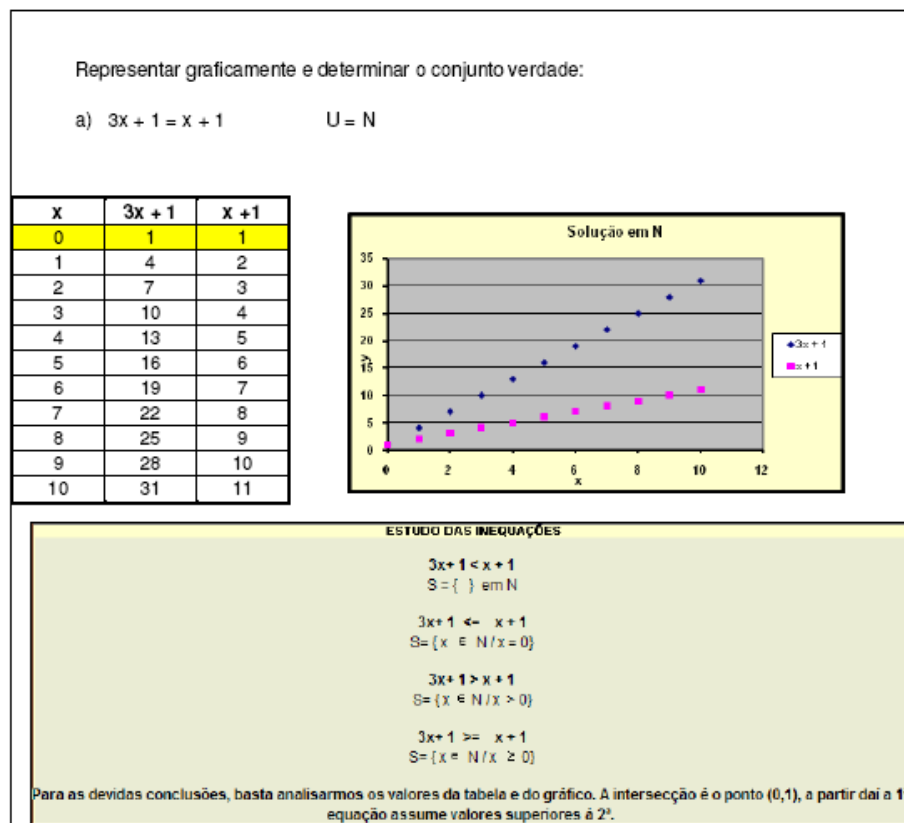 Representar graficamente e determinar o conjunto verdade:
a) 3x + 1 = x + 1 U = N
x 3x + 1 x +1
0 1 1
1 4 2
2 7 3
3 10 4
4 13 5
5 16 6
6 19 7
7 22 8
8 25 9
9 28 10
10 31 11
Solução em N
35
30
25
20
15
10
5
0
y
0 2 4 6 8 10 12
x
3x + 1
x + 1
ESTUDO DAS INEQUAÇÕES
3x+ 1 < x + 1
S = { } em N
3x+ 1 <= x + 1
S= {x ∈ N / x = 0}
3x+ 1 > x + 1
S= {x ∈ N / x > 0}
3x+ 1 >= x + 1
S= {x ∈ N / x ≥ 0}
Para as devidas conclusões, basta analisarmos os valores da tabela e do gráfico. A intersecção é o ponto (0,1), a partir daí a
equação assume valores superiores á 2ª.